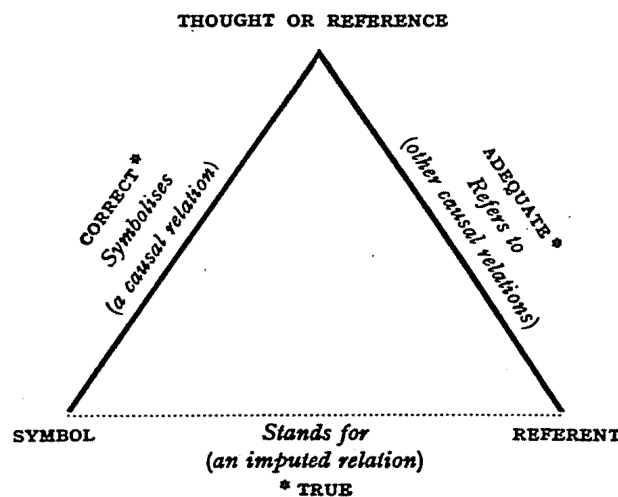 THOUGHT OR REFERENCE
CORRECT*
Symbolises
(a causal relation)
ADEQUATE*
Refers to
(other causal relations)
SYMBOL
Stands for
(an imputed relation)
* TRUE
REFERENT